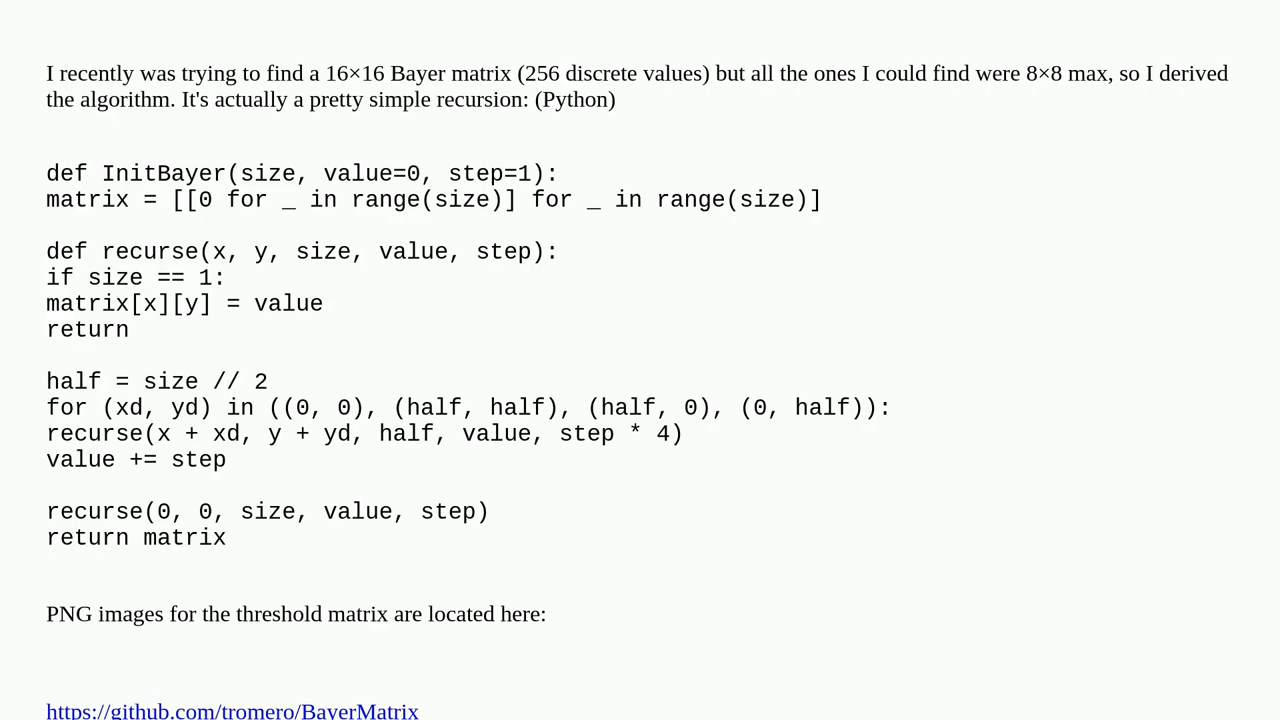 I recently was trying to find a 16×16 Bayer matrix (256 discrete values) but all the ones I could find were 8×8 max, so I derived
the algorithm. It's actually a pretty simple recursion: (Python)
def InitBayer(size, value=0, step=1):
matrix = [[0 for _ in range(size)] for _ in range(size)]
def recurse(x, y, size, value, step):
if size == 1:
matrix[x][y] = value
return
half = size // 2
for (xd, yd) in ((0, 0), (half, half), (half, 0), (0, half)):
recurse(x + xd, y + yd, half, value, step * 4)
value += step
recurse(0, 0, size, value, step)
return matrix
PNG images for the threshold matrix are located here:
https://github.com/tromero/BayerMatrix